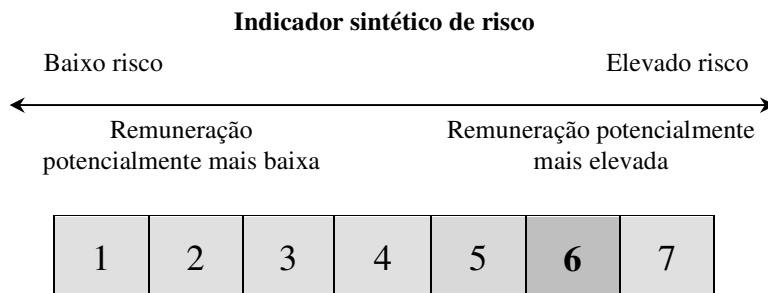 Indicador sintético de risco
Baixo risco Elevado risco
Remuneração Remuneração potencialmente
potencialmente mais baixa mais elevada
1 2 3 4 5 6 7